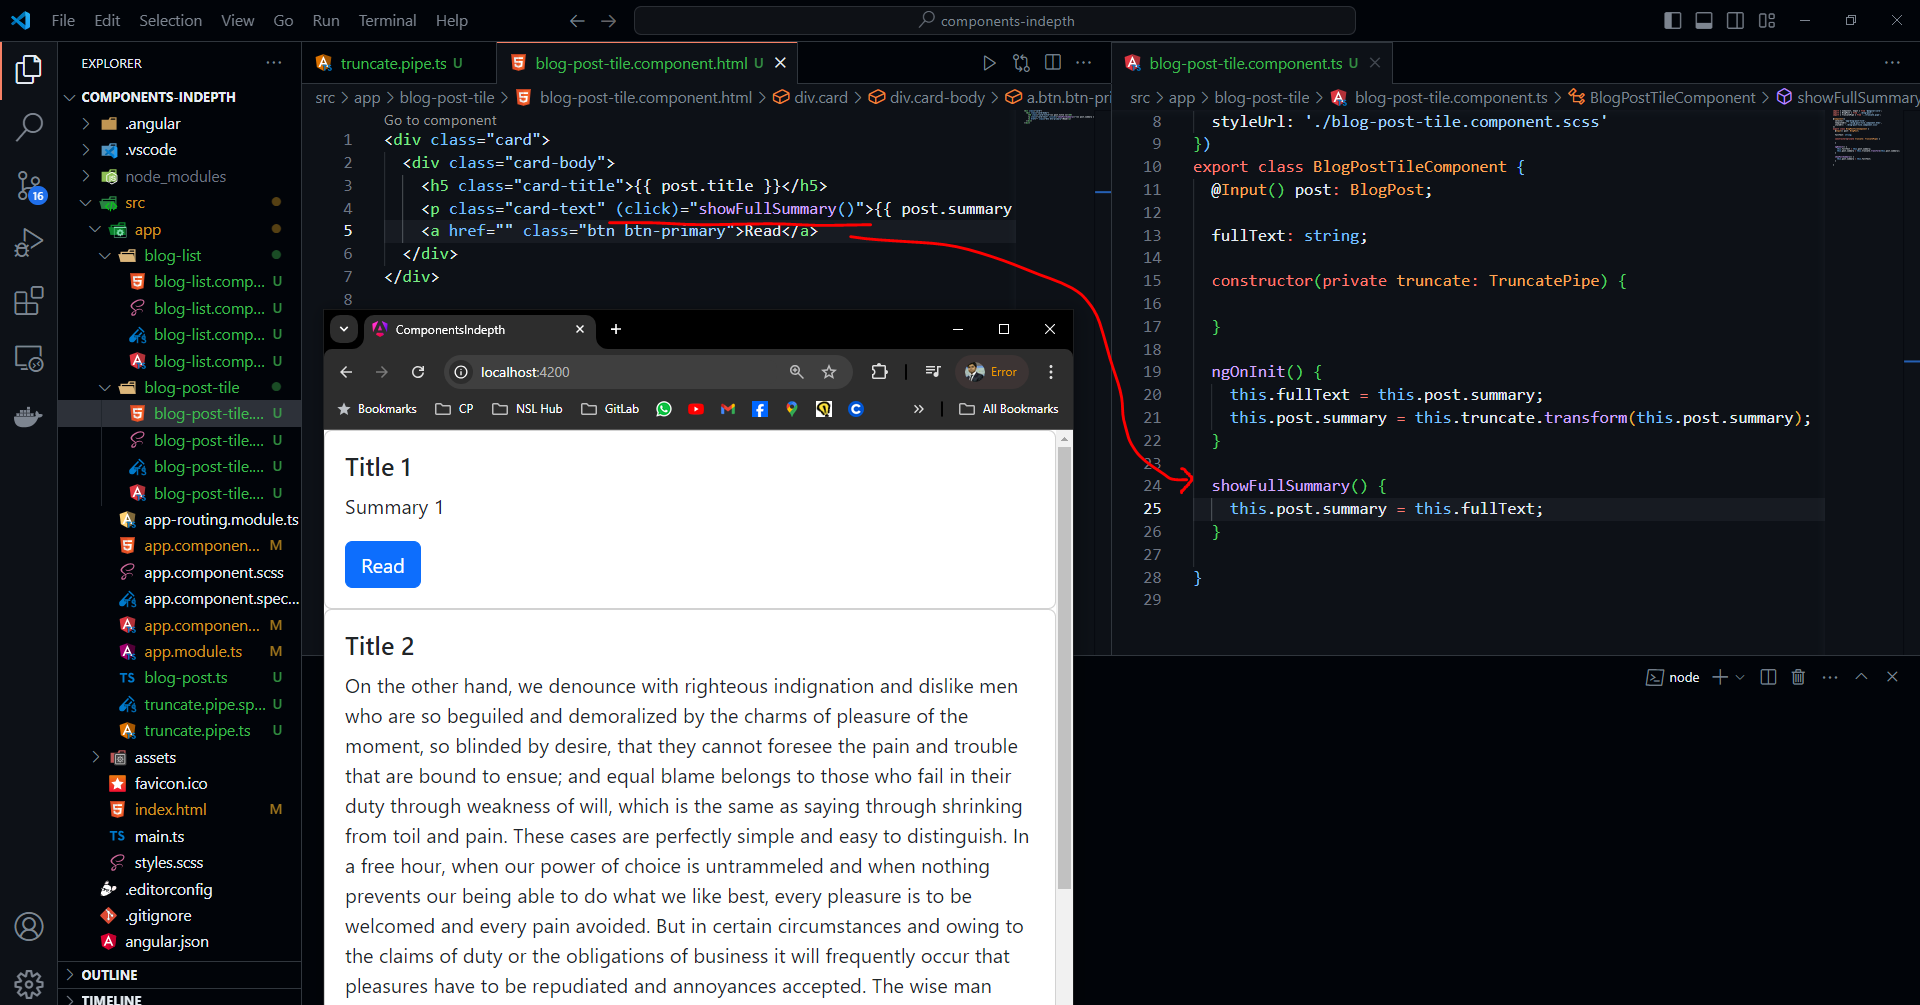 File Edit Selection View Go Run Terminal Help
components-indepth
EXPLORER
COMPONENTS-INDEPTH
.angular
.vscode
node_modules
src
app
blog-list
blog-list.comp... U
blog-list.comp... U
blog-list.comp... U
blog-list.comp... U
blog-post-tile
blog-post-tile.... U
blog-post-tile.... U
blog-post-tile.... U
blog-post-tile.... U
app-routing.module.ts
app.componen... M
app.component.scss
app.component.spec...
app.componen... M
app.module.ts M
TS blog-post.ts U
truncate.pipe.sp... U
truncate.pipe.ts U
assets
favicon.ico
index.html M
TS main.ts
styles.scss
.editorconfig
.gitignore
angular.json
OUTLINE
TIMELINE
16
truncate.pipe.ts U
blog-post-tile.component.html U
src > app > blog-post-tile > blog-post-tile.component.html > div.card > div.card-body > a.btn.btn-pri
Go to component
1 <div class="card">
2 <div class="card-body">
3 <h5 class="card-title">{{ post.title }}</h5>
4 <p class="card-text" (click)="showFullSummary()">{{ post.summary
5 <a href="" class="btn btn-primary">Read</a>
6 </div>
7 </div>
8
blog-post-tile.component.ts U
src > app > blog-post-tile > blog-post-tile.component.ts > BlogPostTileComponent > showFullSummary
8 styleUrl: './blog-post-tile.component.scss'
9 })
10 export class BlogPostTileComponent {
11 @Input() post: BlogPost;
12
13 fullText: string;
14
15 constructor(private truncate: TruncatePipe) {
16
17 }
18
19 ngOnInit() {
20 this.fullText = this.post.summary;
21 this.post.summary = this.truncate.transform(this.post.summary);
22 }
23
24 showFullSummary() {
25 this.post.summary = this.fullText;
26 }
27
28 }
29
node
ComponentsIndepth
localhost:4200
Error
Bookmarks CP NSL Hub GitLab All Bookmarks
Title 1
Summary 1
Read
Title 2
On the other hand, we denounce with righteous indignation and dislike men
who are so beguiled and demoralized by the charms of pleasure of the
moment, so blinded by desire, that they cannot foresee the pain and trouble
that are bound to ensue; and equal blame belongs to those who fail in their
duty through weakness of will, which is the same as saying through shrinking
from toil and pain. These cases are perfectly simple and easy to distinguish. In
a free hour, when our power of choice is untrammeled and when nothing
prevents our being able to do what we like best, every pleasure is to be
welcomed and every pain avoided. But in certain circumstances and owing to
the claims of duty or the obligations of business it will frequently occur that
pleasures have to be repudiated and annoyances accepted. The wise man